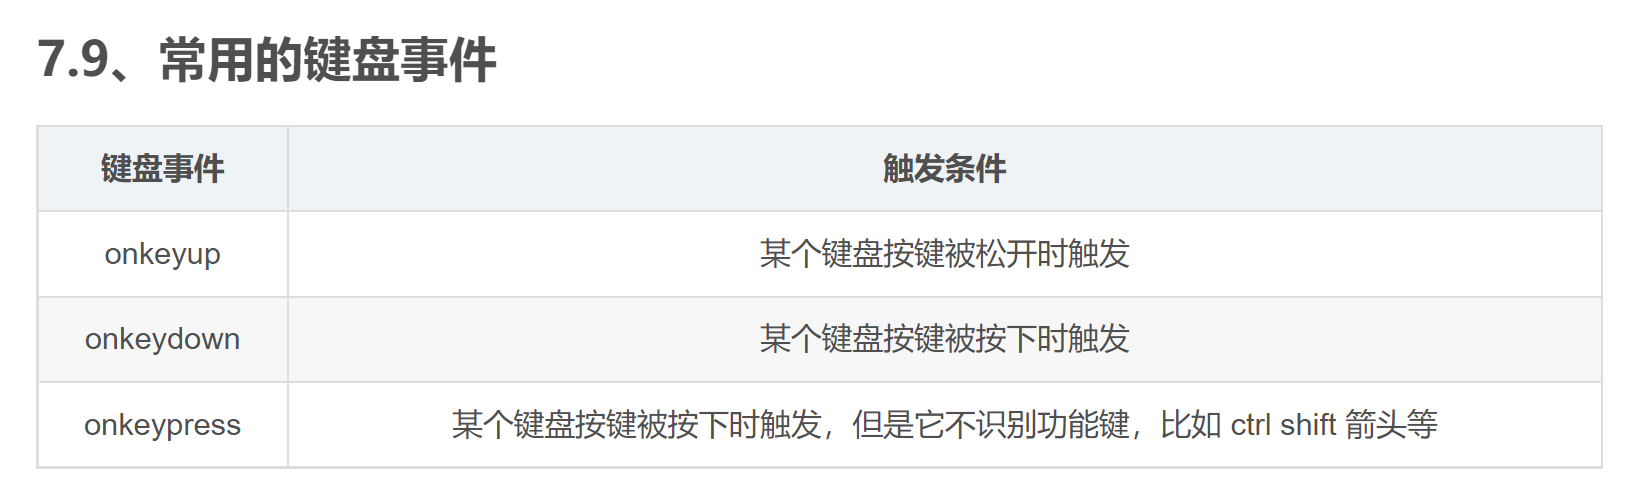 7.9、常用的键盘事件
键盘事件 触发条件
onkeyup 某个键盘按键被松开时触发
onkeydown 某个键盘按键被按下时触发
onkeypress 某个键盘按键被按下时触发，但是它不识别功能键，比如 ctrl shift 箭头等